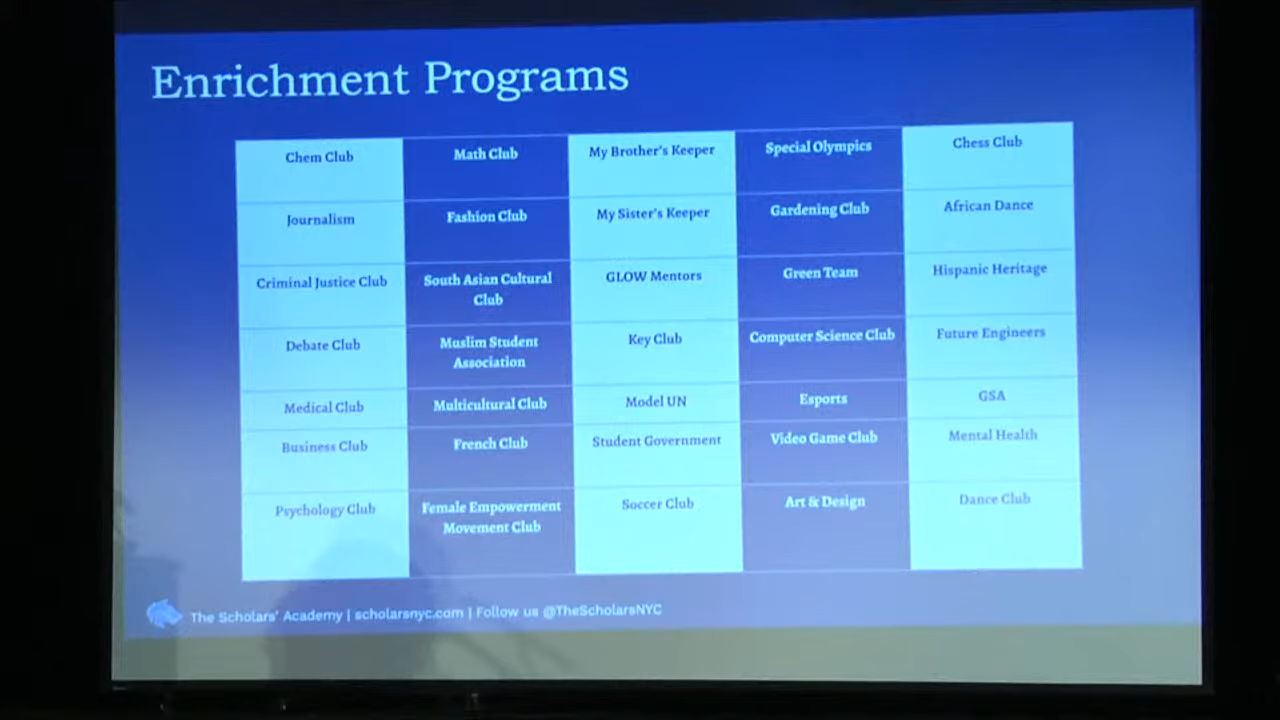 Enrichment Programs
Chem Club
Math Club
My Brother's Keeper
Special Olympics
Chess Club
Journalism
Fashion Club
My Sister's Keeper
Gardening Club
African Dance
Criminal Justice Club
South Asian Cultural
Club
GLOW Mentors
Green Team
Hispanic Heritage
Debate Club
Muslim Student
Association
Key Club
Computer Science Club
Future Engineers
Medical Club
Multicultural Club
Model UN
Esports
GSA
Business Club
French Club
Student Government
Video Game Club
Mental Health
Psychology Club
Female Empowerment
Movement Club
Soccer Club
Art & Design
Dance Club
The Scholars' Academy | scholarsnyc.com | Follow us @TheScholarsNYC